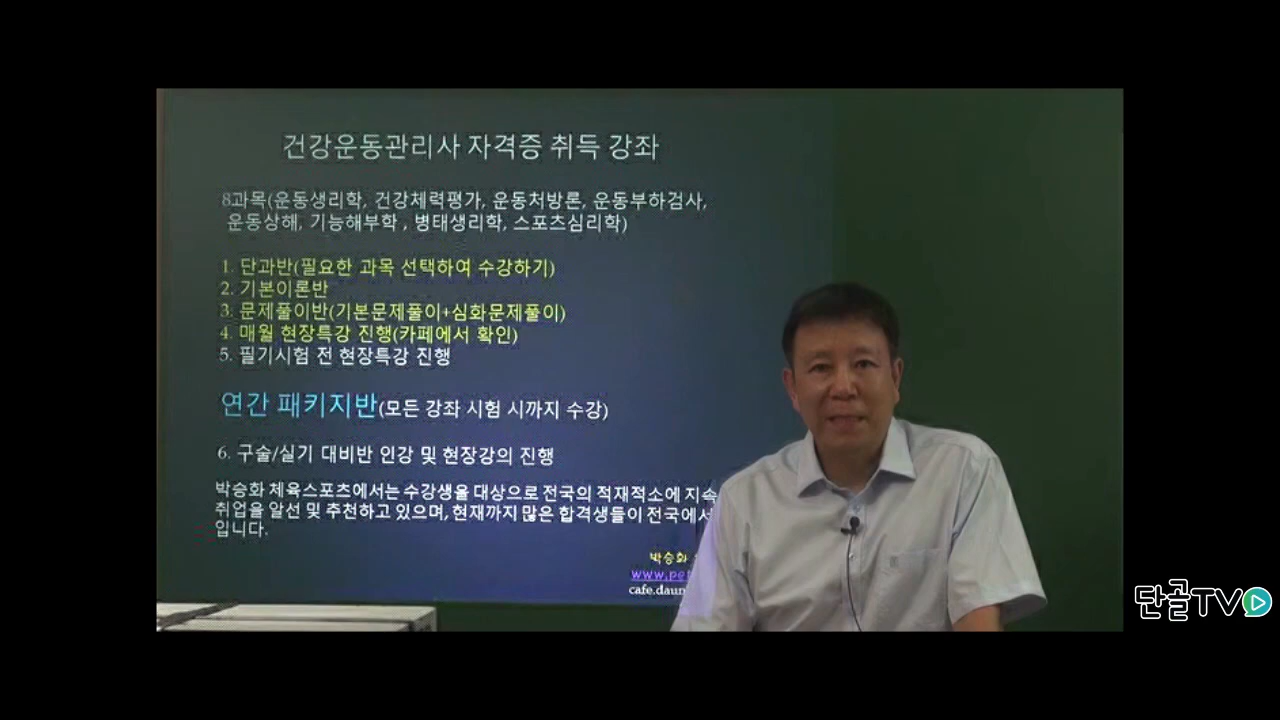 건강운동관리사 자격증 취득 강좌
8과목(운동생리학, 건강체력평가, 운동처방론, 운동부하검사,
운동상해, 기능해부학 , 병태생리학, 스포츠심리학)
1. 단과반(필요한 과목 선택하여 수강하기)
2. 기본이론반
3. 문제풀이반(기본문제풀이+심화문제풀이)
4. 매월 현장특강 진행(카페에서 확인)
5. 필기시험 전 현장특강 진행
연간 패키지반(모든 강좌 시험 시까지 수강)
6. 구술/실기 대비반 인강 및 현장강의 진행
박승화 체육스포츠에서는 수강생을 대상으로 전국의 적재적소에 지속
취업을 알선 및 추천하고 있으며, 현재까지 많은 합격생들이 전국에서
입니다.
박승화
www.pe
cafe.daum
단골TV